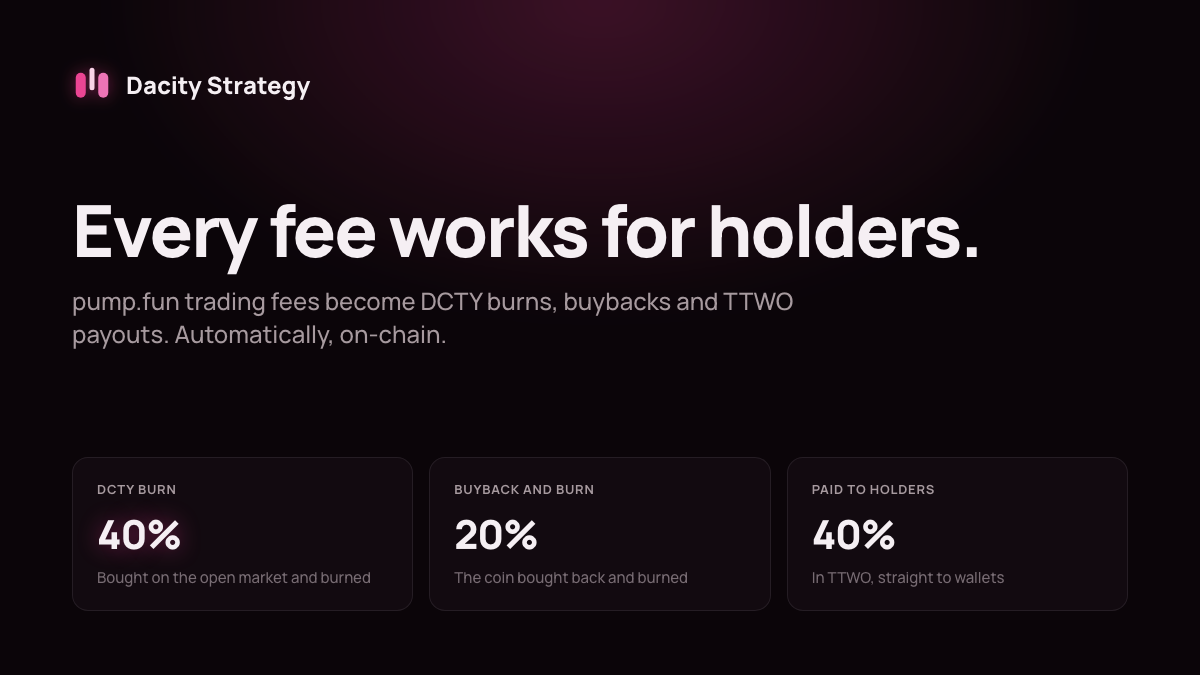 Dacity Strategy
Every fee works for holders.
pump.fun trading fees become DCTY burns, buybacks and TTWO
payouts. Automatically, on-chain.
DCTY BURN
40%
Bought on the open market and burned
BUYBACK AND BURN
20%
The coin bought back and burned
PAID TO HOLDERS
40%
In TTWO, straight to wallets